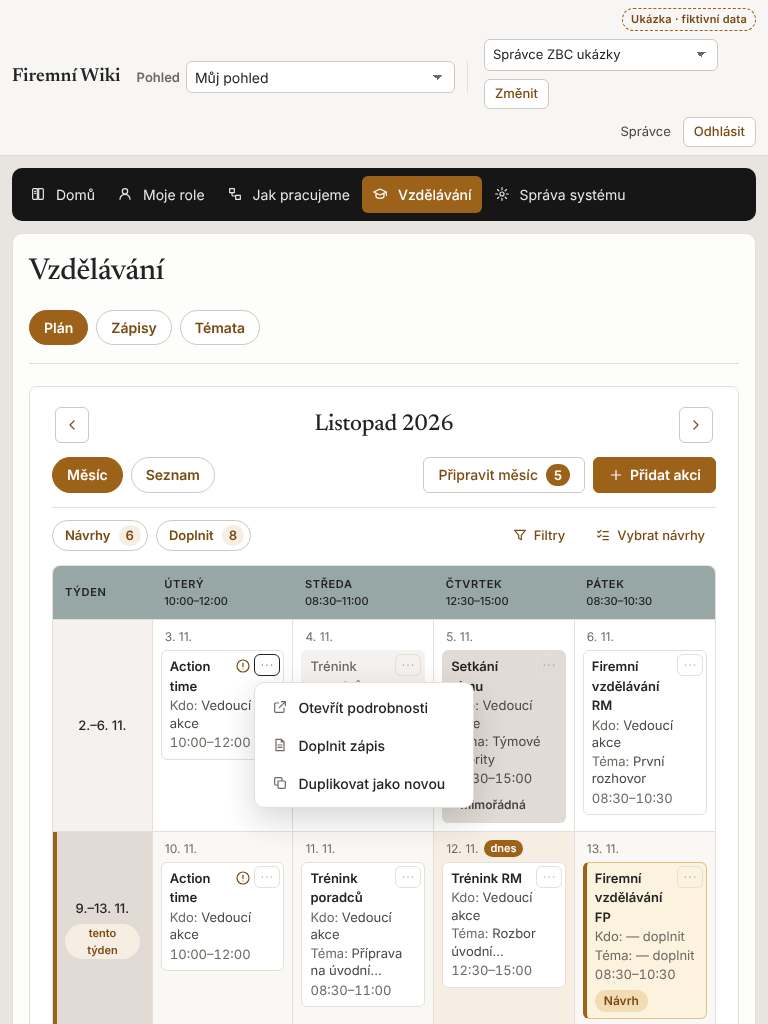 Ukázka · fiktivní data
Firemní Wiki
Pohled
Můj pohled
Správce ZBC ukázky
Změnit
Správce
Odhlásit
Domů
Moje role
Jak pracujeme
Vzdělávání
Správa systému
Vzdělávání
Plán
Zápisy
Témata
Listopad 2026
Měsíc
Seznam
Připravit měsíc 5
+ Přidat akci
Návrhy 6
Doplnit 8
Filtry
Vybrat návrhy
TÝDEN
ÚTERÝ
10:00–12:00
STŘEDA
08:30–11:00
ČTVRTEK
12:30–15:00
PÁTEK
08:30–10:30
2.–6. 11.
3. 11.
Action
time
Kdo: Vedoucí
akce
10:00–12:00
4. 11.
Trénink
5. 11.
Setkání
Vedoucí
Týmové
30–15:00
mimořádná
6. 11.
Firemní
vzdělávání
RM
Kdo: Vedoucí
akce
Téma: První
rozhovor
08:30–10:30
Otevřít podrobnosti
Doplnit zápis
Duplikovat jako novou
9.–13. 11.
tento
týden
10. 11.
Action
time
Kdo: Vedoucí
akce
10:00–12:00
11. 11.
Trénink
poradců
Kdo: Vedoucí
akce
Téma: Příprava
na úvodní...
08:30–11:00
12. 11. dnes
Trénink RM
Kdo: Vedoucí
akce
Téma: Rozbor
úvodní...
12:30–15:00
13. 11.
Firemní
vzdělávání
FP
Kdo: — doplnit
Téma: — doplnit
08:30–10:30
Návrh